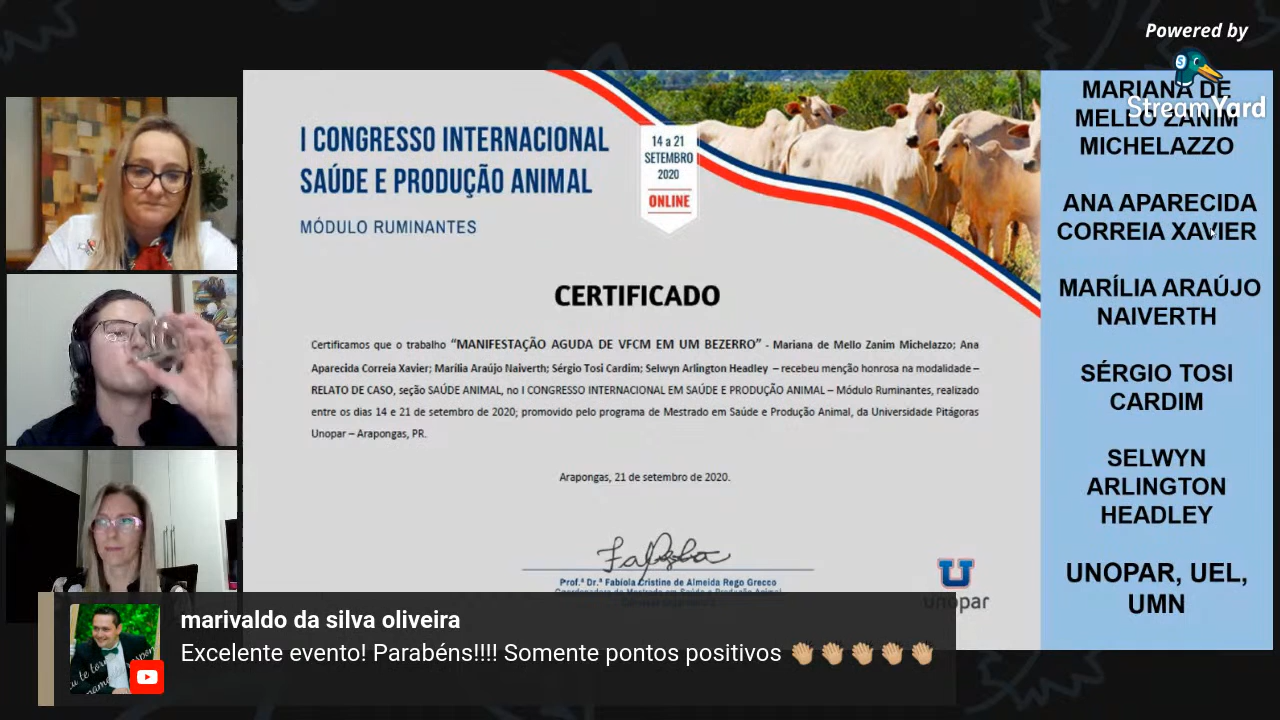 Powered by
StreamYard
I CONGRESSO INTERNACIONAL
SAÚDE E PRODUÇÃO ANIMAL
MÓDULO RUMINANTES
14 a 21
SETEMBRO
2020
ONLINE
CERTIFICADO
Certificamos que o trabalho “MANIFESTAÇÃO AGUDA DE VFCM EM UM BEZERRO” - Mariana de Mello Zanim Michelazzo; Ana
Aparecida Correia Xavier; Marília Araújo Naiverth; Sérgio Tosi Cardim; Selwyn Arlington Headley – recebeu menção honrosa na modalidade –
RELATO DE CASO, seção SAÚDE ANIMAL, no I CONGRESSO INTERNACIONAL EM SAÚDE E PRODUÇÃO ANIMAL – Módulo Ruminantes, realizado
entre os dias 14 e 21 de setembro de 2020; promovido pelo programa de Mestrado em Saúde e Produção Animal, da Universidade Pitágoras
Unopar – Arapongas, PR.
Arapongas, 21 de setembro de 2020.
Prof.ª Dr.ª Fabíola Cristine de Almeida Rego Grecco
unopar
MARIANA DE
MELLO ZANIM
MICHELAZZO
ANA APARECIDA
CORREIA XAVIER
MARÍLIA ARAÚJO
NAIVERTH
SÉRGIO TOSI
CARDIM
SELWYN
ARLINGTON
HEADLEY
UNOPAR, UEL,
UMN
marivaldo da silva oliveira
Excelente evento! Parabéns!!!! Somente pontos positivos 👏🏼👏🏼👏🏼👏🏼👏🏼